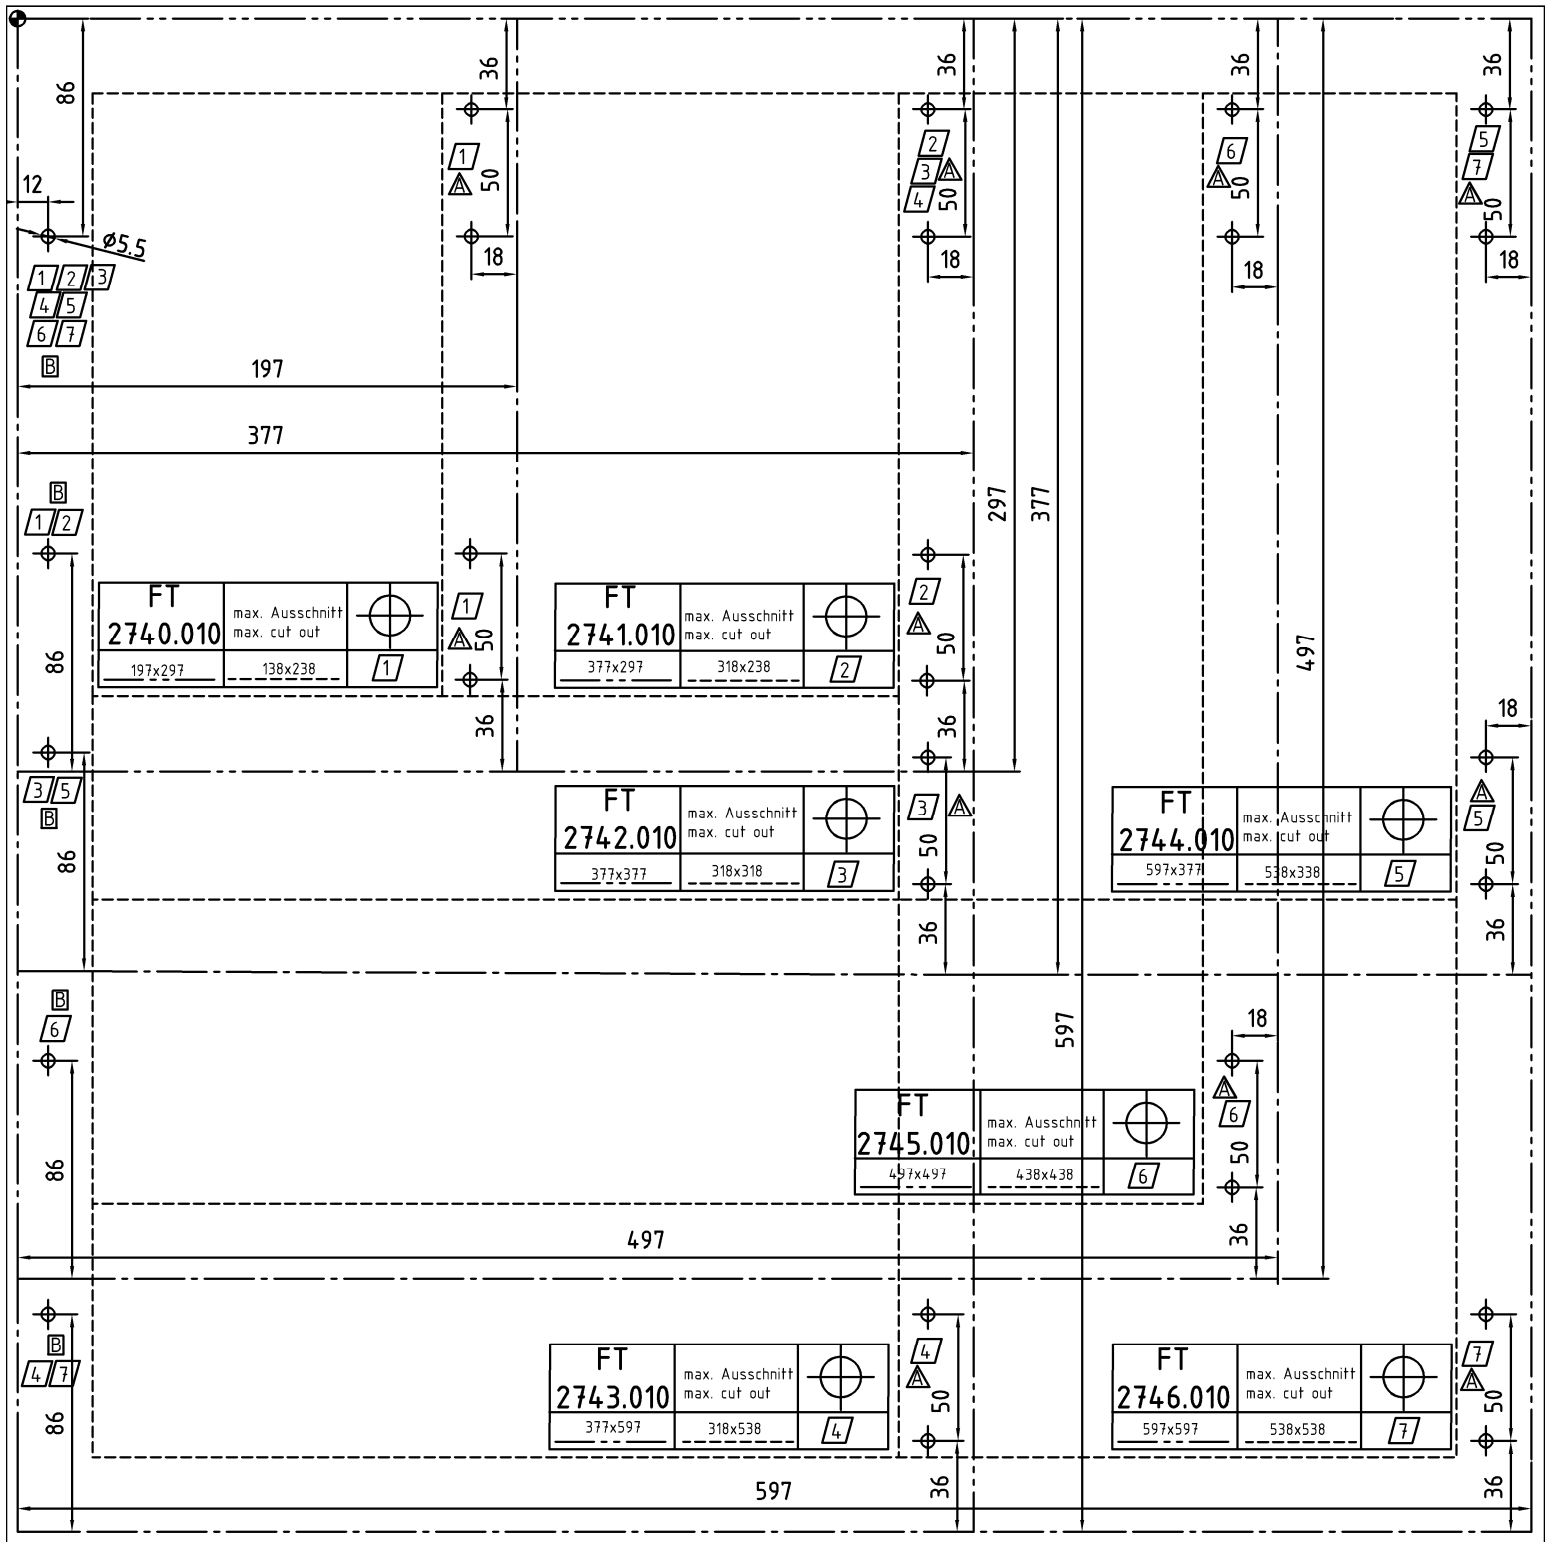 36 36 36 36
86
1 2 6 5
A 50 3 A A 50 7
4 50 A 50
12
ø5.5
18 18 18 18
1 2 3
4 5
6 7
B
197
377
B
1 2
297 377
FT
2740.010
max. Ausschnitt
max. cut out
197x297
138x238
1
1
A 50
FT
2741.010
max. Ausschnitt
max. cut out
377x297
318x238
2
2
A 50
497
86
36 36
18
3 5
B
86
FT
2742.010
max. Ausschnitt
max. cut out
377x377
318x318
3
3 A
50
FT
2744.010
max. Ausschnitt
max. cut out
597x377
538x338
5
A
5
50
36 36
B
6
597
18
86
FT
2745.010
max. Ausschnitt
max. cut out
497x497
438x438
6
A
6
50
36
497
B
4 7
86
FT
2743.010
max. Ausschnitt
max. cut out
377x597
318x538
4
4
A
50
FT
2746.010
max. Ausschnitt
max. cut out
597x597
538x538
7
7
A
50
36 36
597